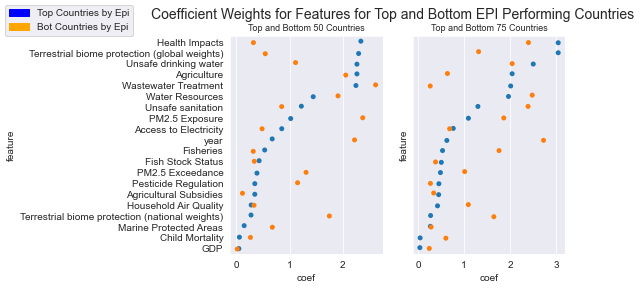 Top Countries by Epi
Bot Countries by Epi
Coefficient Weights for Features for Top and Bottom EPI Performing Countries
Top and Bottom 50 Countries
Top and Bottom 75 Countries
feature
Health Impacts
Terrestrial biome protection (global weights)
Unsafe drinking water
Agriculture
Wastewater Treatment
Water Resources
Unsafe sanitation
PM2.5 Exposure
Access to Electricity
year
Fisheries
Fish Stock Status
PM2.5 Exceedance
Pesticide Regulation
Agricultural Subsidies
Household Air Quality
Terrestrial biome protection (national weights)
Marine Protected Areas
Child Mortality
GDP
0 1 2
coef
feature
0 1 2 3
coef